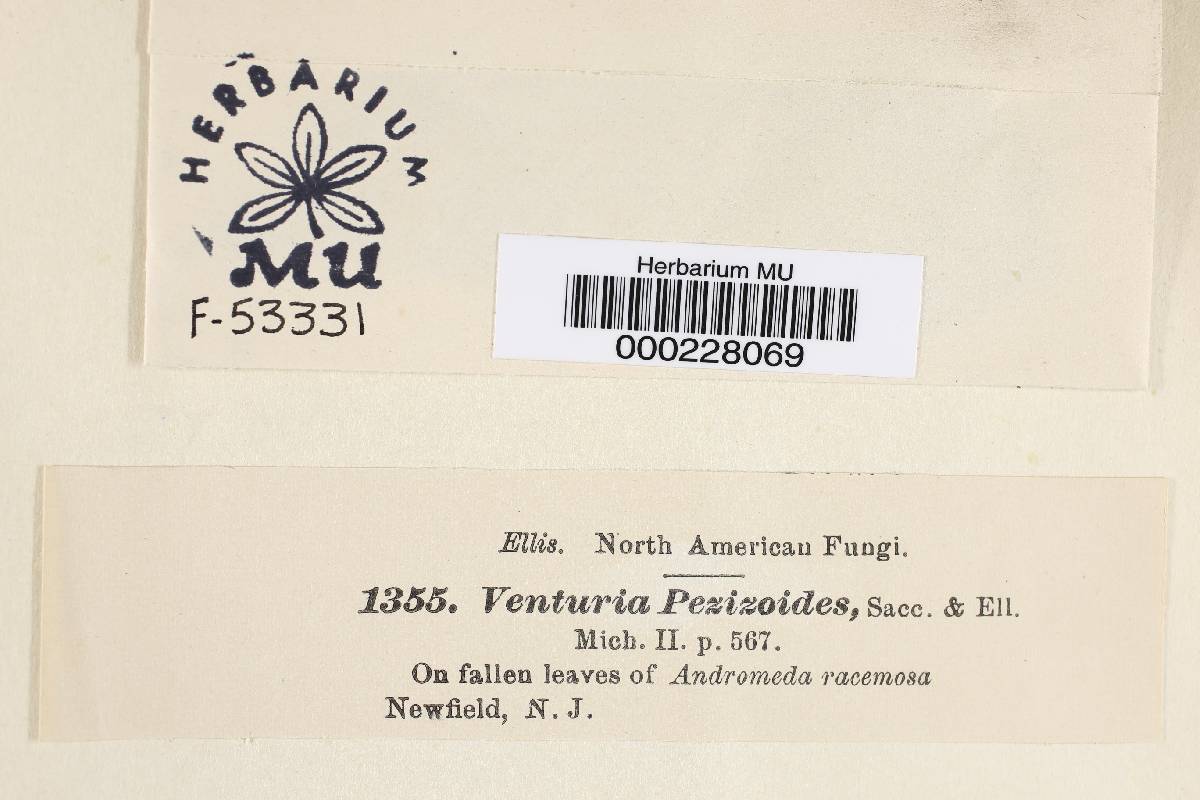 HERBARIUM
MU
F-53331
Herbarium MU
000228069
Ellis. North American Fungi.
1355. Venturia Pezizoides, Sacc. & Ell.
Mich. II. p. 567.
On fallen leaves of Andromeda racemosa
Newfield, N. J.